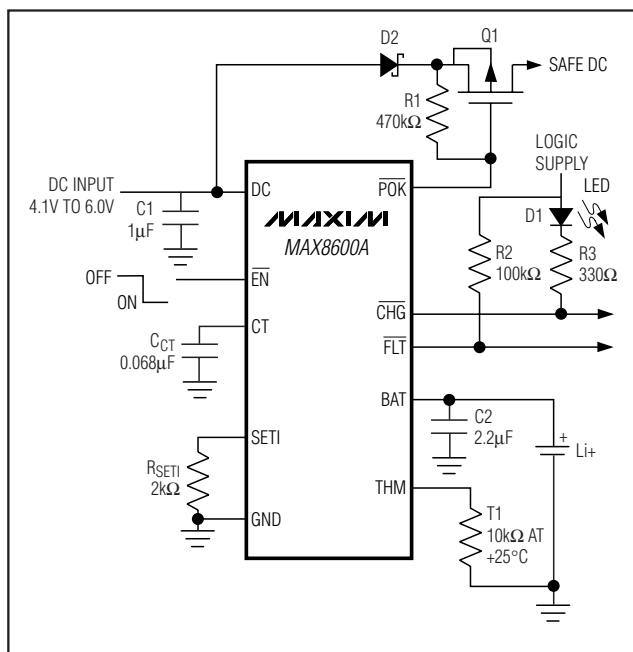 D2
Q1
SAFE DC
R1
470kΩ
LOGIC
SUPPLY
LED
DC INPUT
4.1V TO 6.0V
C1
1µF
DC
POK
MAXIM
MAX8600A
D1
R2
100kΩ
R3
330Ω
OFF
ON
EN
CHG
CT
FLT
CCT
0.068µF
BAT
C2
2.2µF
+
Li+
SETI
RSETI
2kΩ
THM
GND
T1
10kΩ AT
+25°C